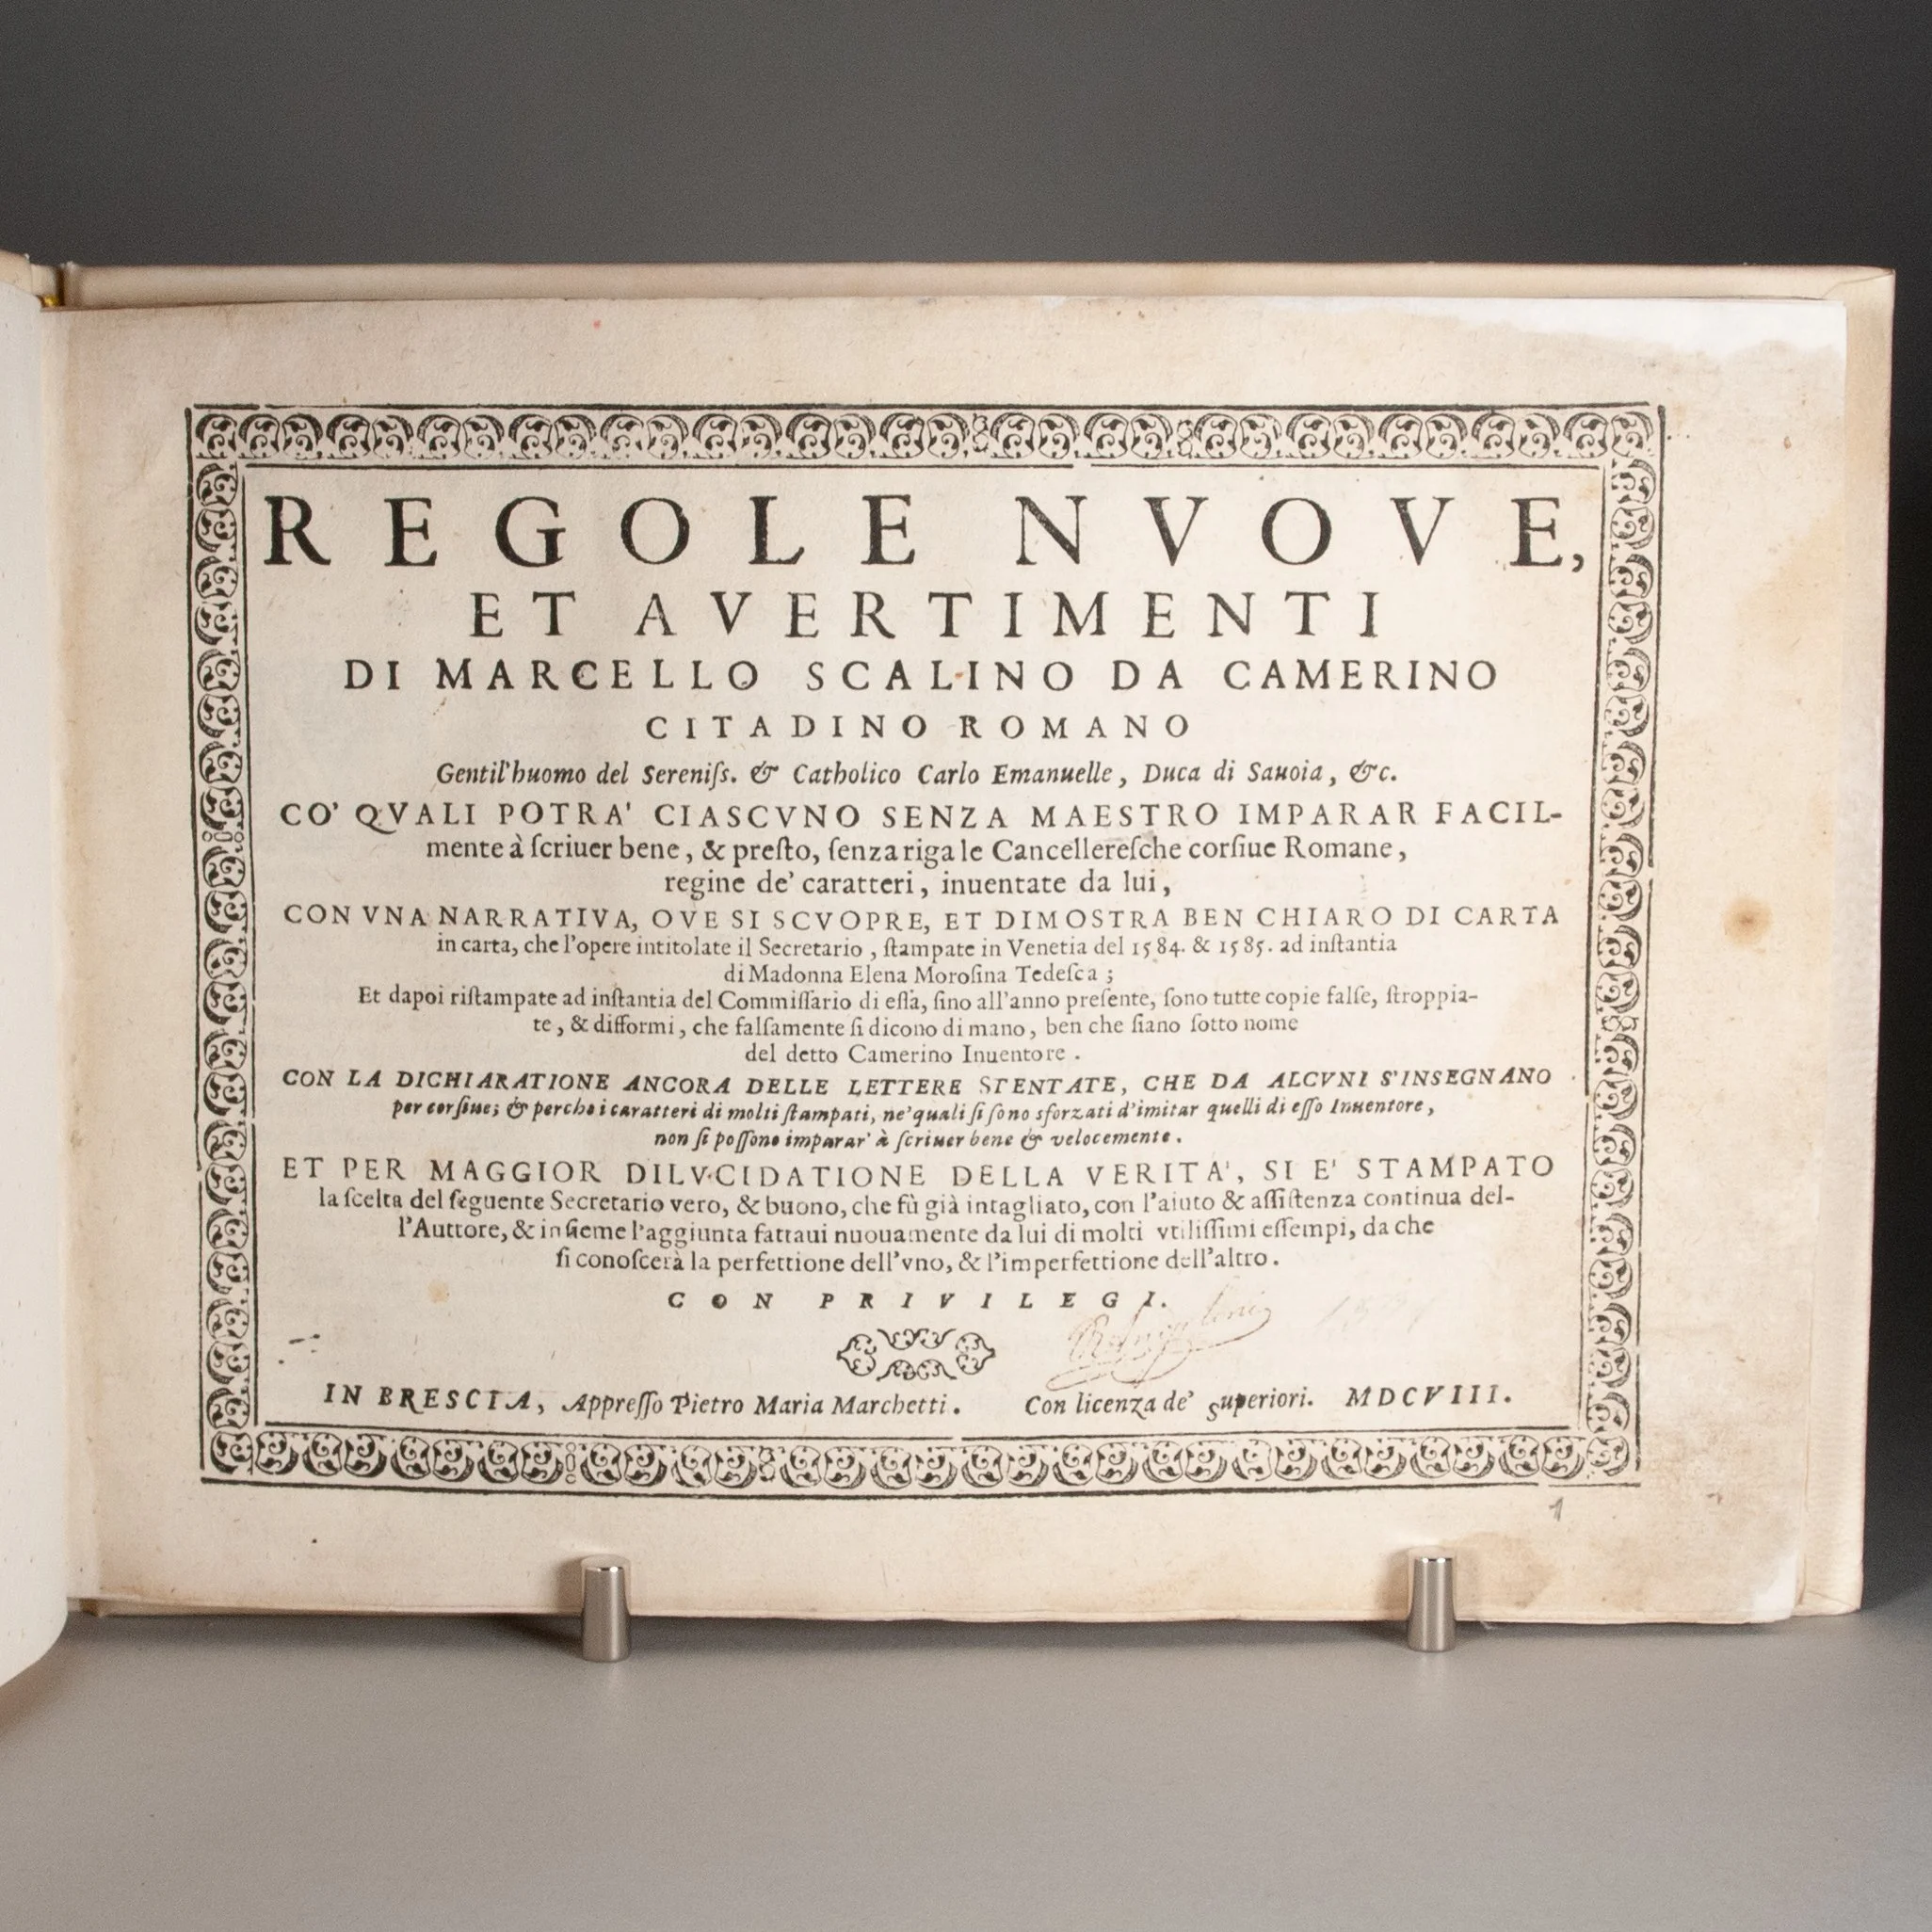 REGOLE NVOVE,
ET AVERTIMENTI
DI MARCELLO SCALINO DA CAMERINO
CITADINO ROMANO
Gentil'huomo del Sereniſs. & Catholico Carlo Emanuelle, Duca di Sauoia, &c.
CO' QVALI POTRA' CIASCVNO SENZA MAESTRO IMPARAR FACIL-
mente à ſcriuer bene, & preſto, ſenza riga le Cancellereſche corſiue Romane,
regine de' caratteri, inuentate da lui,
CON VNA NARRATIVA, OVE SI SCVOPRE, ET DIMOSTRA BEN CHIARO DI CARTA
in carta, che l'opere intitolate il Secretario, ſtampate in Venetia del 1584. & 1585. ad inſtantia
di Madonna Elena Moroſina Tedeſca;
Et dapoi riſtampate ad inſtantia del Commiſſario di eſſa, ſino all'anno preſente, ſono tutte copie falſe, ſtroppia-
te, & difformi, che falſamente ſi dicono di mano, ben che ſiano ſotto nome
del detto Camerino Inuentore.
CON LA DICHIARATIONE ANCORA DELLE LETTERE STENTATE, CHE DA ALCVNI S'INSEGNANO
per corſiue; & perche i caratteri di molti ſtampati, ne' quali ſi ſono sforzati d'imitar quelli di eſſo Inuentore,
non ſi poſſono imparar' à ſcriuer bene & velocemente.
ET PER MAGGIOR DILVCIDATIONE DELLA VERITA', SI E' STAMPATO
la ſcelta del ſeguente Secretario vero, & buono, che fù già intagliato, con l'aiuto & aſſiſtenza continua del-
l'Auttore, & inſieme l'aggiunta fattaui nuouamente da lui di molti vtiliſſimi eſſempi, da che
ſi conoſcerà la perfettione dell'vno, & l'imperfettione dell'altro.
CON PRIVILEGI.
IN BRESCIA, Appreſſo Pietro Maria Marchetti. Con licenza de' Superiori. MDCVIII.
1